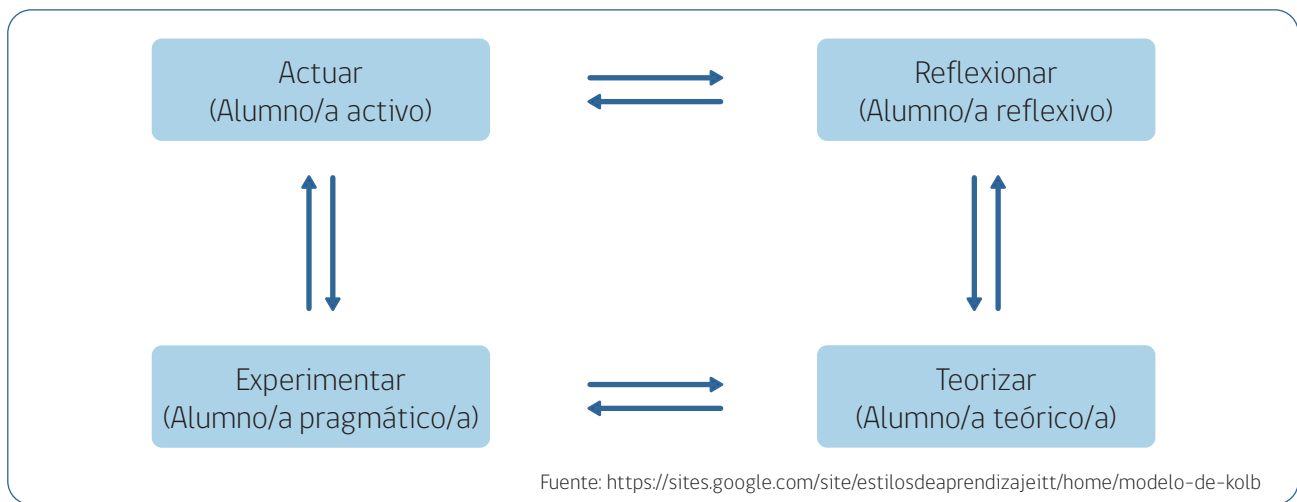 Actuar
(Alumno/a activo)
Reflexionar
(Alumno/a reflexivo)
Experimentar
(Alumno/a pragmático/a)
Teorizar
(Alumno/a teórico/a)
Fuente: https://sites.google.com/site/estilosdeaprendizajeitt/home/modelo-de-kolb